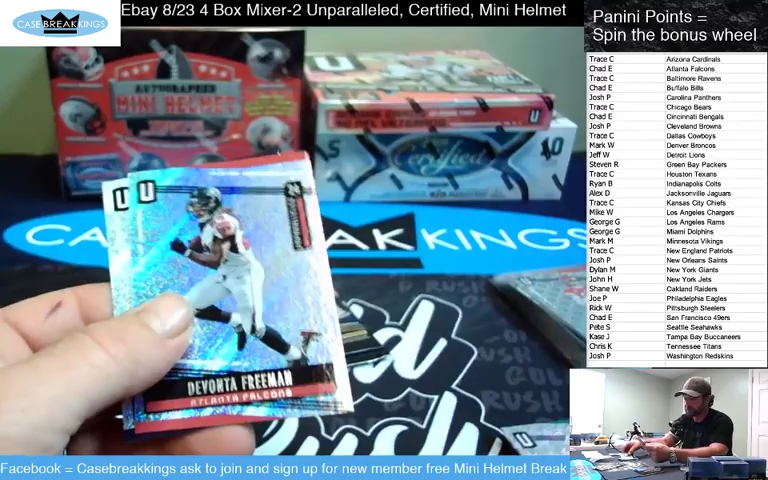 CASE BREAK KINGS
Ebay 8/23 4 Box Mixer-2 Unparalleled, Certified, Mini Helmet
Panini Points =
Spin the bonus wheel
Trace C Arizona Cardinals
Chad E Atlanta Falcons
Trace C Baltimore Ravens
Chad E Buffalo Bills
Josh P Carolina Panthers
Trace C Chicago Bears
Chad E Cincinnati Bengals
Josh P Cleveland Browns
Trace C Dallas Cowboys
Mark W Denver Broncos
Jeff W Detroit Lions
Steven R Green Bay Packers
Trace C Houston Texans
Ryan B Indianapolis Colts
Alex D Jacksonville Jaguars
Trace C Kansas City Chiefs
Mike W Los Angeles Chargers
George G Los Angeles Rams
George G Miami Dolphins
Mark M Minnesota Vikings
Trace C New England Patriots
Josh P New Orleans Saints
Dylan M New York Giants
John H New York Jets
Shane W Oakland Raiders
Joe P Philadelphia Eagles
Rick W Pittsburgh Steelers
Chad E San Francisco 49ers
Pete S Seattle Seahawks
Kase J Tampa Bay Buccaneers
Chris K Tennessee Titans
Josh P Washington Redskins
AUTOGRAPHED
MINI HELMET
U
Certified
U U
DEVONTA FREEMAN
ATLANTA FALCONS
CA EAKKINGS
Rush
Facebook = Casebreakkings ask to join and sign up for new member free Mini Helmet Break